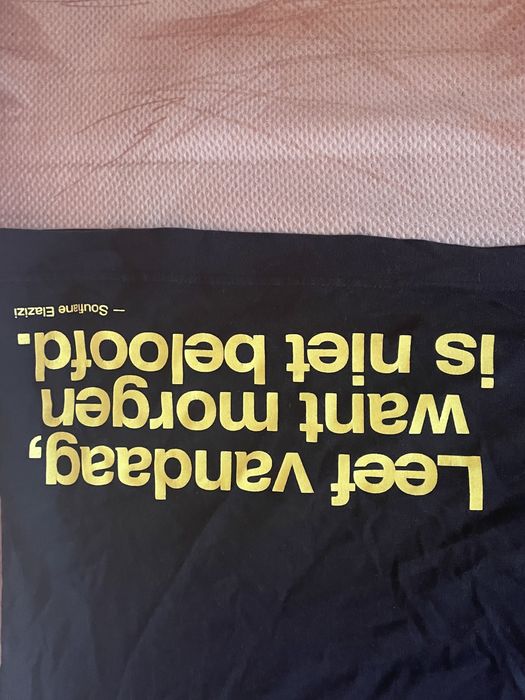 Leef vandaag,
want morgen
is niet beloofd.
— Soufiane Elazizi